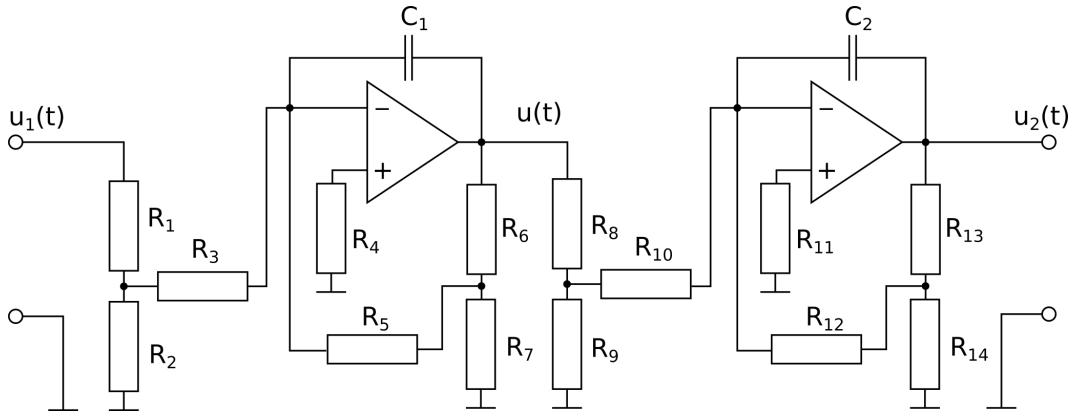 C₁
C₂
u₁(t)
u(t)
u₂(t)
−
−
+
+
R₁
R₃
R₄
R₆
R₈
R₁₀
R₁₁
R₁₃
R₂
R₅
R₇
R₉
R₁₂
R₁₄